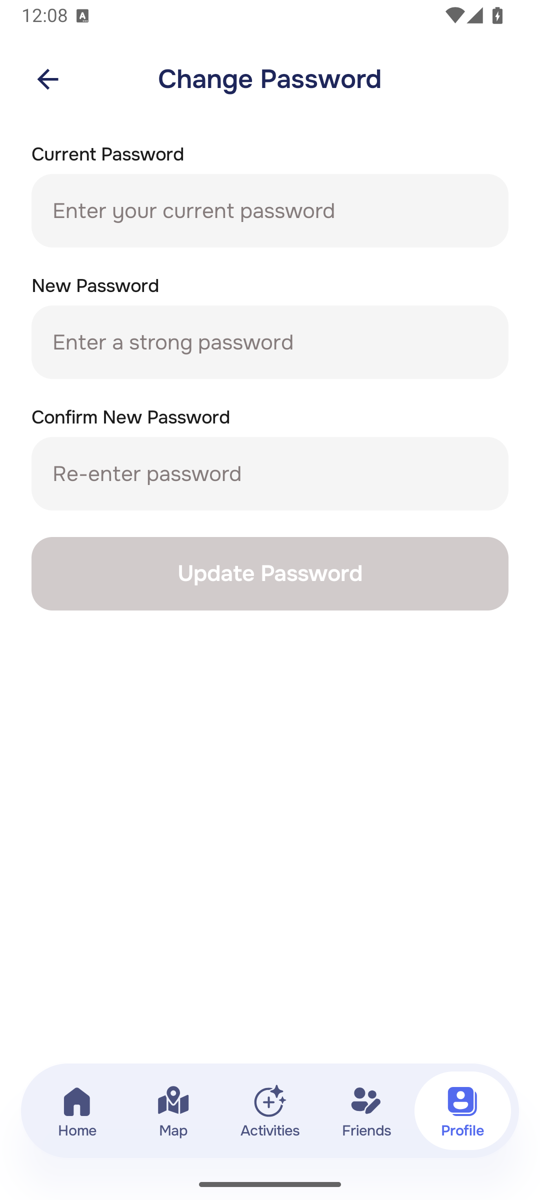 12:08
Change Password
Current Password
Enter your current password
New Password
Enter a strong password
Confirm New Password
Re-enter password
Update Password
Home
Map
Activities
Friends
Profile